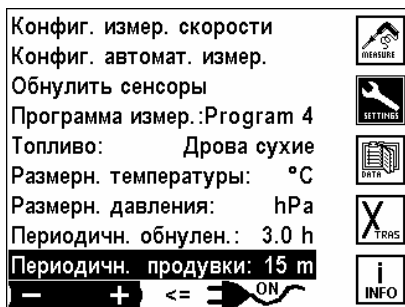 Конфиг. измер. скорости
Конфиг. автомат. измер.
Обнулить сенсоры
Программа измер.:Program 4
Топливо: Дрова сухие
Размерн. температуры: °C
Размерн. давления: hPa
Периодичн. обнулен.: 3.0 h
Периодичн. продувки: 15 m
− + <= ON
MEASURE
SETTINGS
DATA
XTRAS
i
INFO